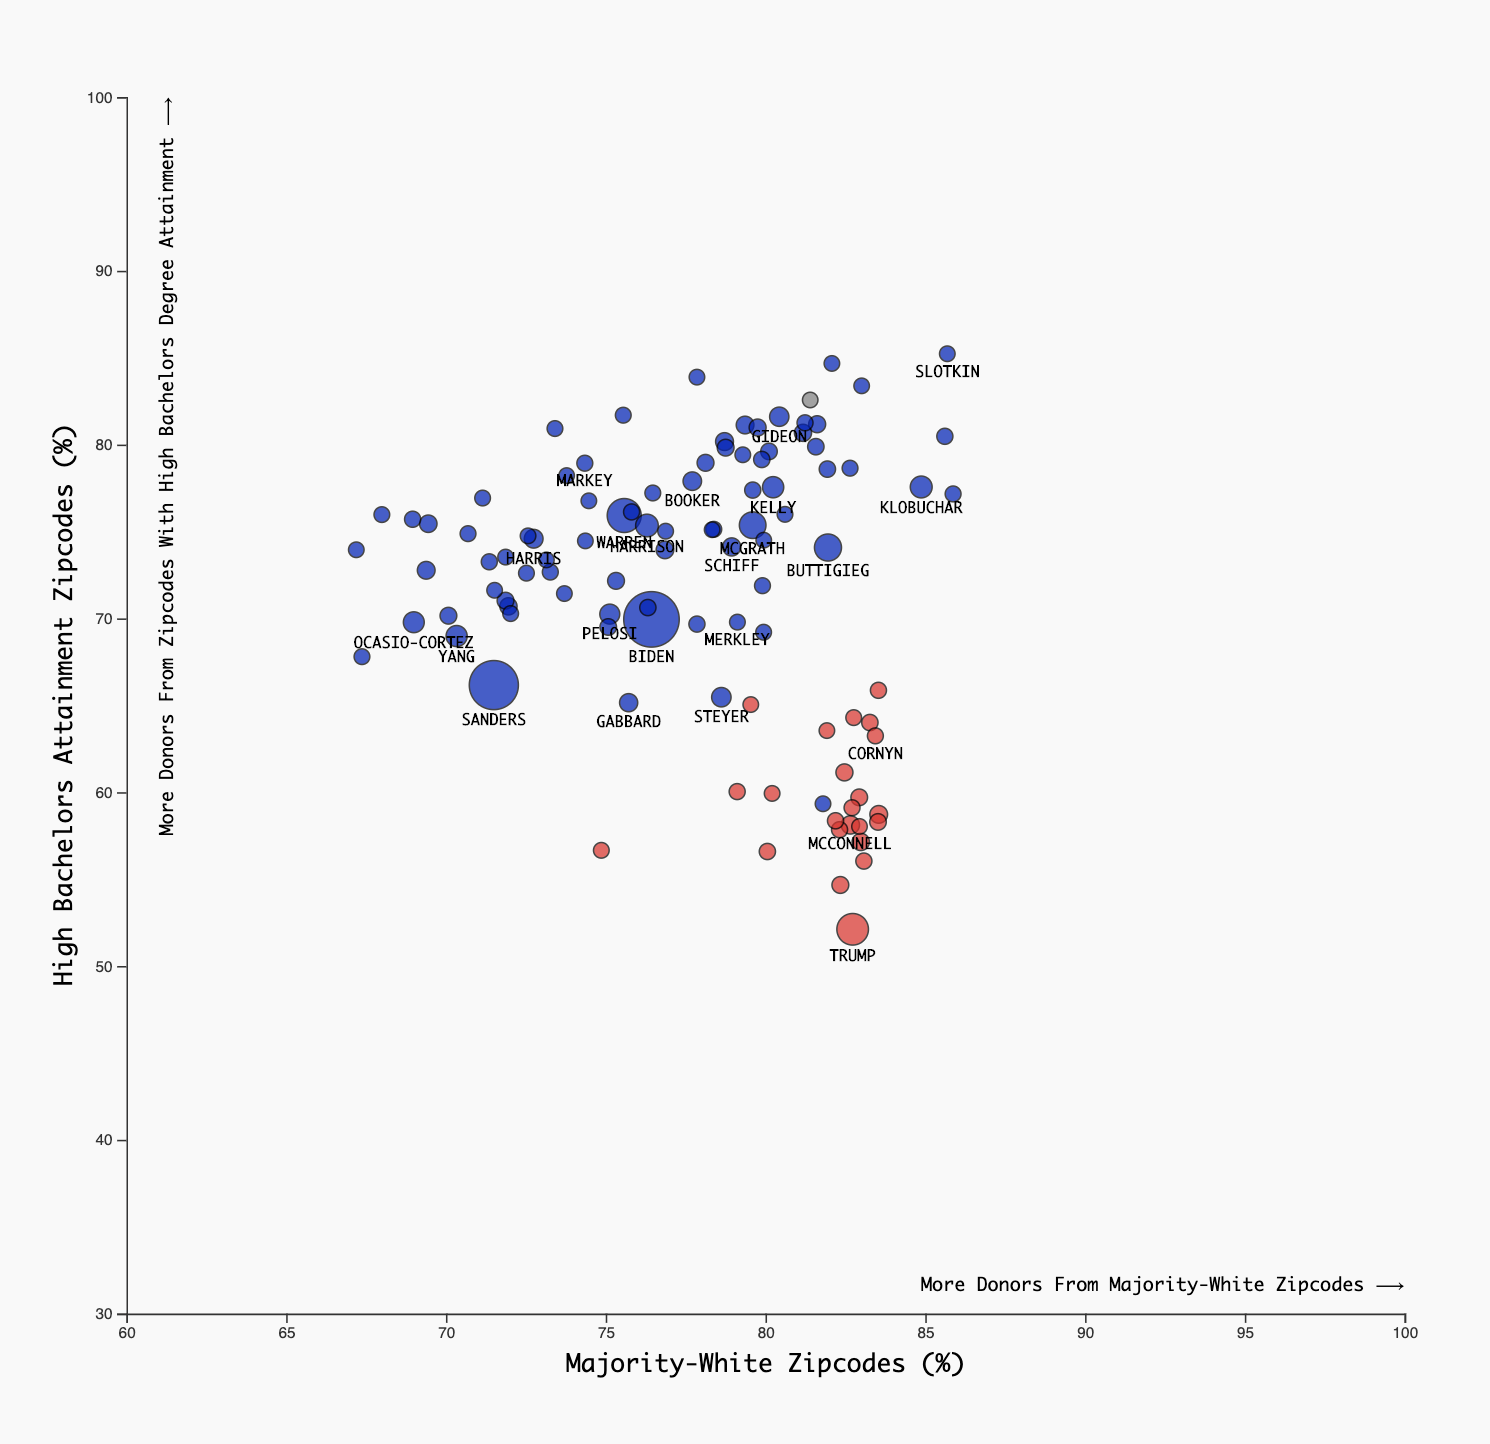 100
90
80
70
60
50
40
30
High Bachelors Attainment Zipcodes (%)
More Donors From Zipcodes With High Bachelors Degree Attainment ⟶
SLOTKIN
GIDEON
MARKEY
BOOKER
KELLY
KLOBUCHAR
WARREN
HARRISON
MCGRATH
HARRIS
SCHIFF
BUTTIGIEG
PELOSI
MERKLEY
OCASIO-CORTEZ
YANG
BIDEN
SANDERS
GABBARD
STEYER
CORNYN
MCCONNELL
TRUMP
More Donors From Majority-White Zipcodes ⟶
60 65 70 75 80 85 90 95 100
Majority-White Zipcodes (%)